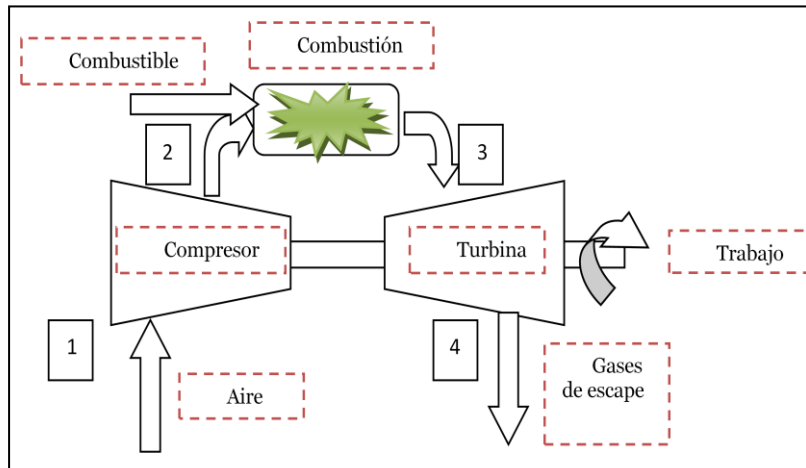 Combustión
Combustible
2
3
Compresor
Turbina
Trabajo
1
4
Aire
Gases
de escape